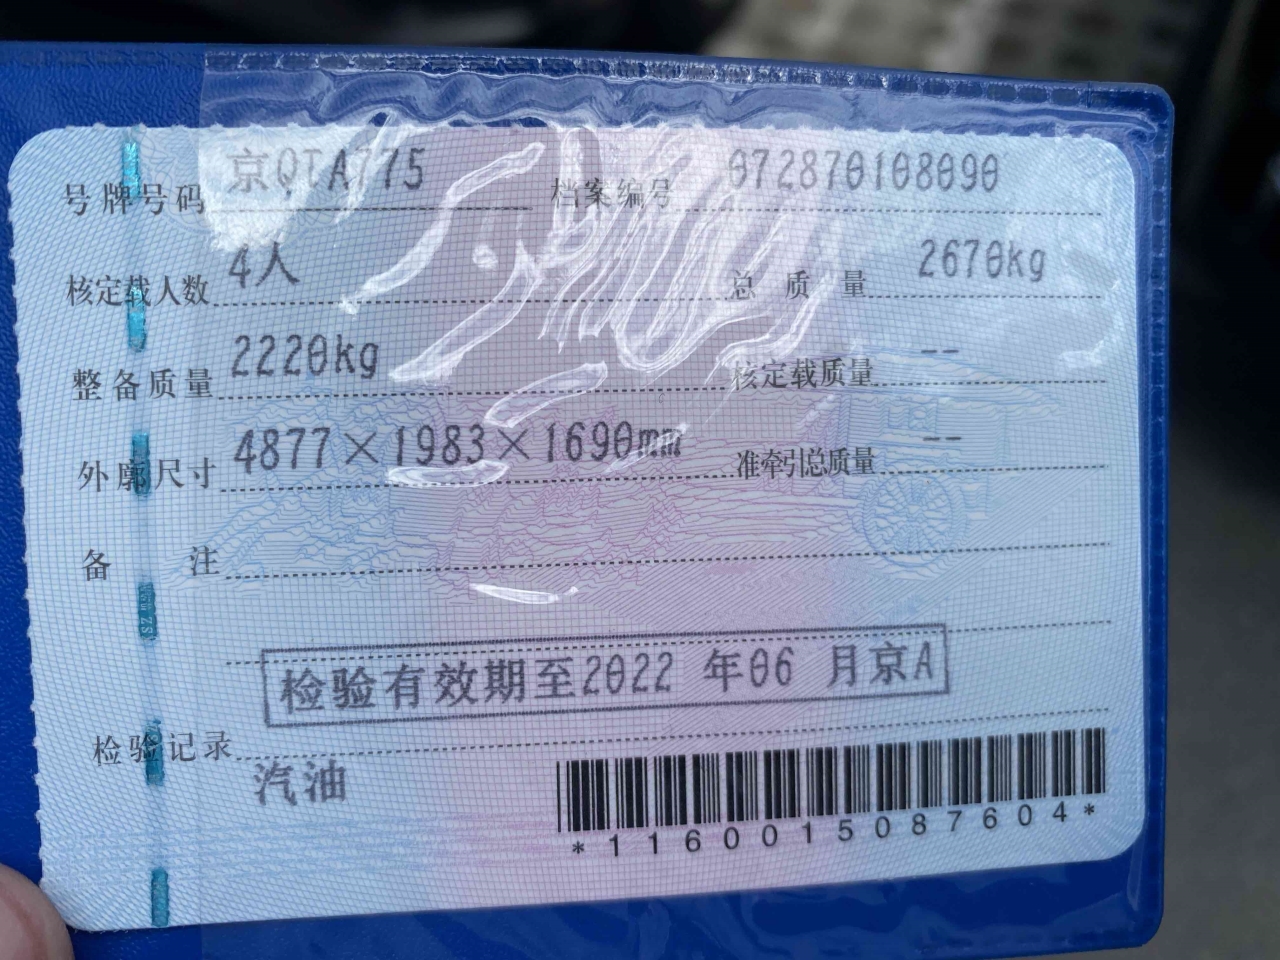 号牌号码 京QTA775 档案编号 072870108090
核定载人数 4人 总质量 2670kg
整备质量 2220kg 核定载质量 --
外廓尺寸 4877×1983×1690mm 准牵引总质量 --
备注
检验有效期至2022 年06 月京A
检验记录
汽油
*1160015087604*